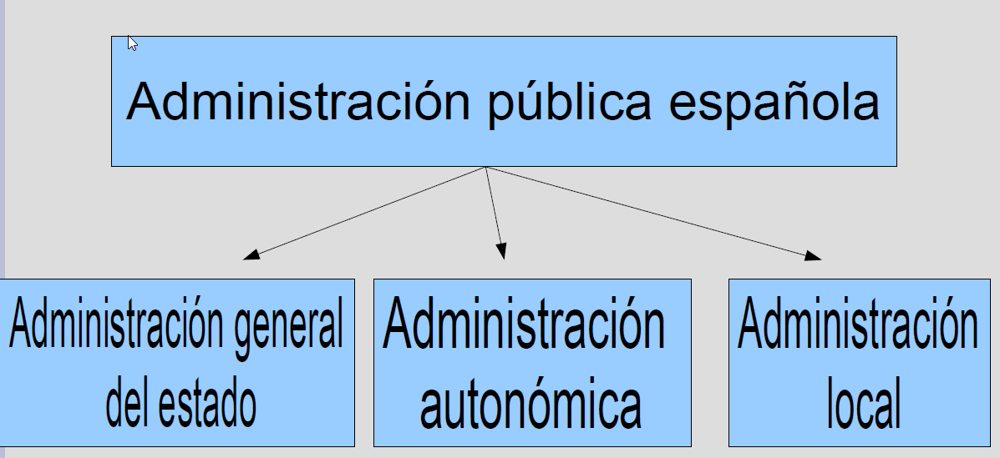 Administración pública española
Administración general
del estado
Administración
autonómica
Administración
local